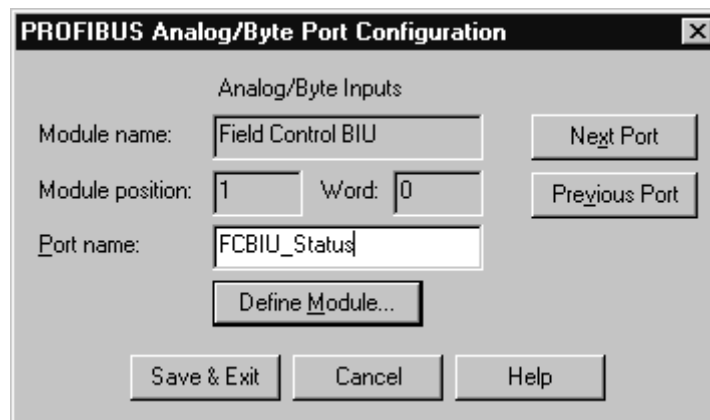 PROFIBUS Analog/Byte Port Configuration
Analog/Byte Inputs
Module name: Field Control BIU Next Port
Module position: 1 Word: 0 Previous Port
Port name: FCBIU_Status
Define Module...
Save & Exit Cancel Help